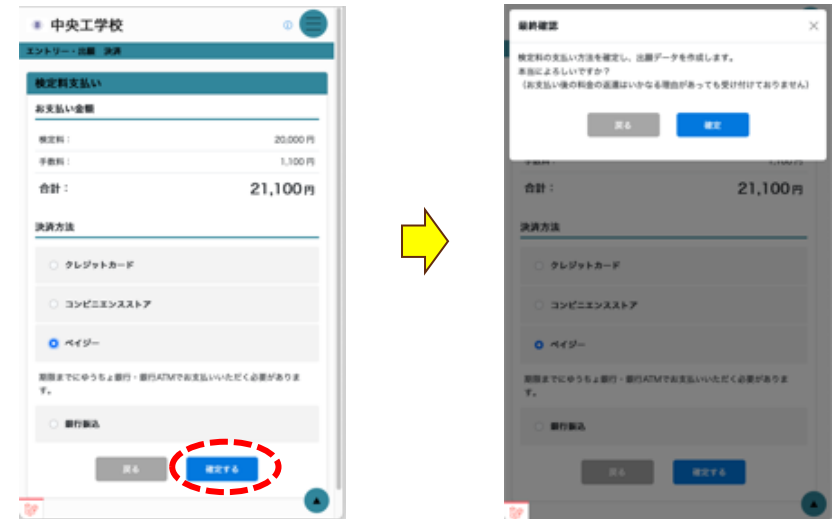 中央工学校
エントリー・出願 決済
検定料支払い
お支払い金額
検定料： 20,000 円
手数料： 1,100 円
合計： 21,100 円
決済方法
クレジットカード
コンビニエンスストア
ペイジー
期限までにゆうちょ銀行・銀行ATMでお支払いいただく必要がありま
す。
銀行振込
戻る 確定する
最終確認 ×
検定料の支払い方法を確定し、出願データを作成します。
本当によろしいですか？
（お支払い後の料金の返還はいかなる理由があっても受け付けておりません）
戻る 確定
手数料： 1,100 円
合計： 21,100 円
決済方法
クレジットカード
コンビニエンスストア
ペイジー
期限までにゆうちょ銀行・銀行ATMでお支払いいただく必要がありま
す。
銀行振込
戻る 確定する